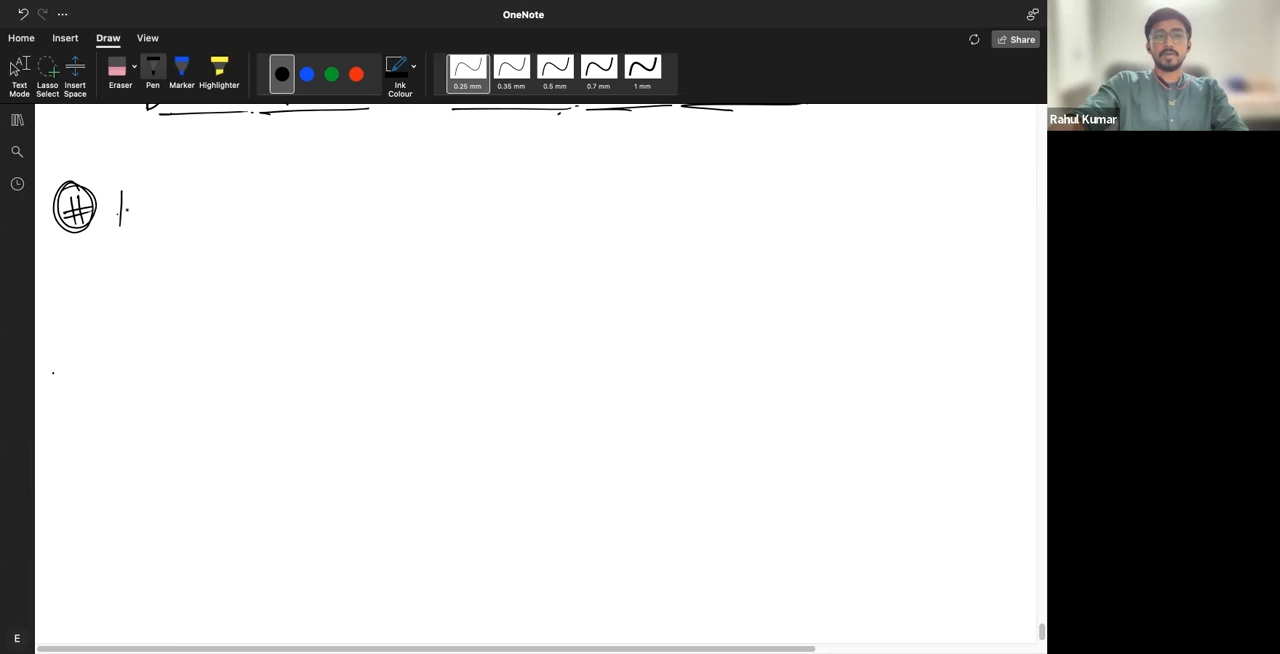 OneNote
Home Insert Draw View
Share
Text Mode
Lasso Select
Insert Space
Eraser
Pen
Marker
Highlighter
Ink Colour
0.25 mm
0.35 mm
0.5 mm
0.7 mm
1 mm
Rahul Kumar
#
E